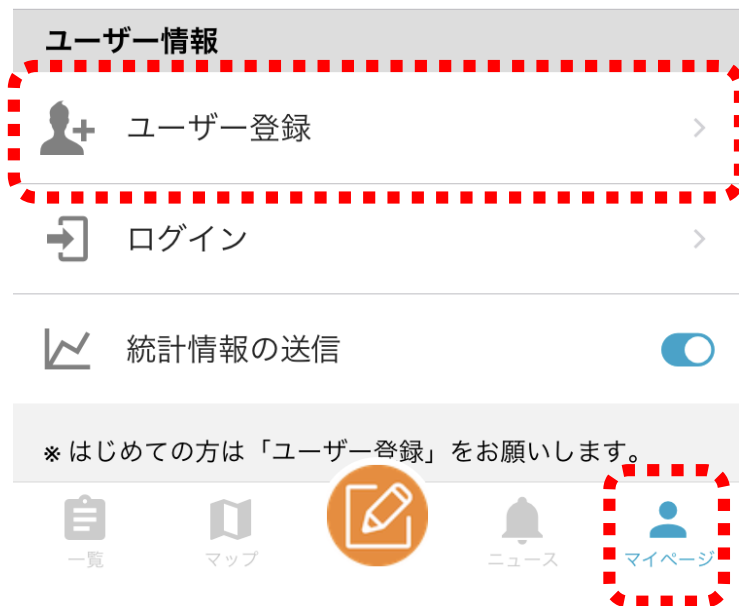 ユーザー情報
ユーザー登録
ログイン
統計情報の送信
※ はじめての方は「ユーザー登録」をお願いします。
一覧
マップ
ニュース
マイページ